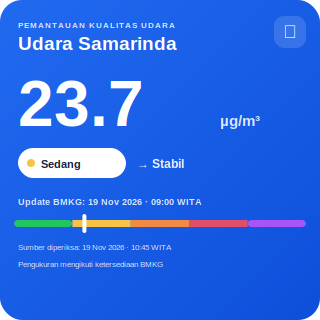 PEMANTAUAN KUALITAS UDARA
Udara Samarinda
23.7
µg/m³
Sedang
→ Stabil
Update BMKG: 19 Nov 2026 · 09:00 WITA
Sumber diperiksa: 19 Nov 2026 · 10:45 WITA
Pengukuran mengikuti ketersediaan BMKG